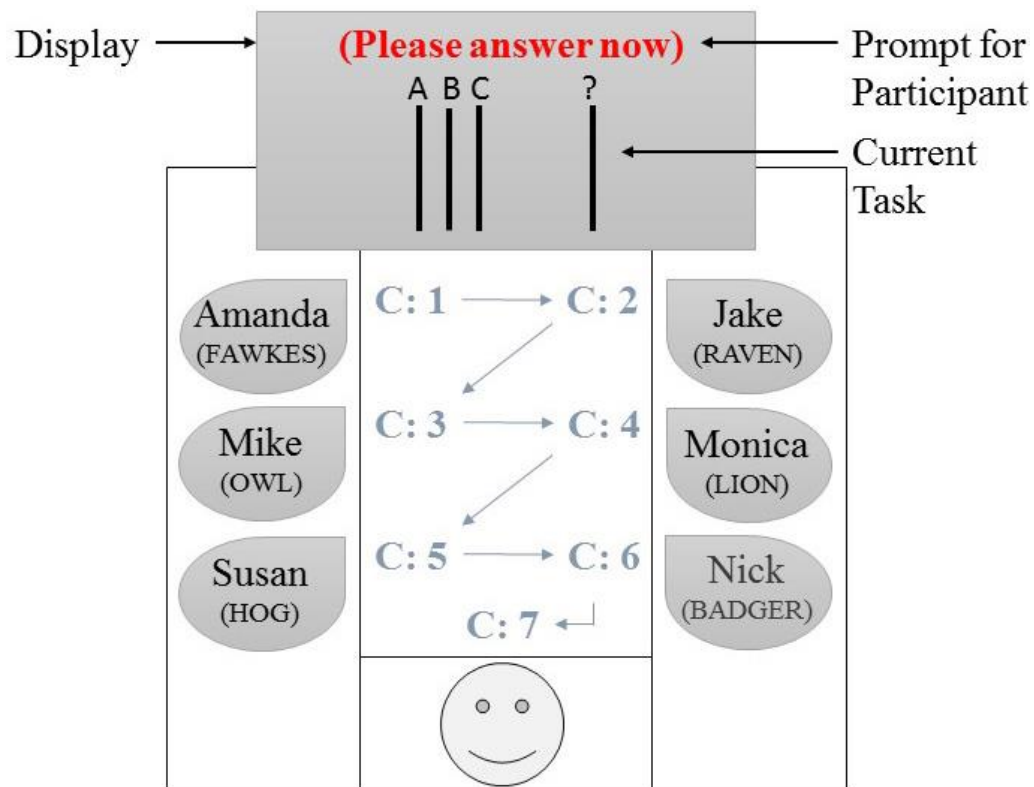 Display
(Please answer now)
Prompt for
Participant
A B C ?
Current
Task
Amanda
(FAWKES)
C: 1
C: 2
Jake
(RAVEN)
Mike
(OWL)
C: 3
C: 4
Monica
(LION)
Susan
(HOG)
C: 5
C: 6
Nick
(BADGER)
C: 7